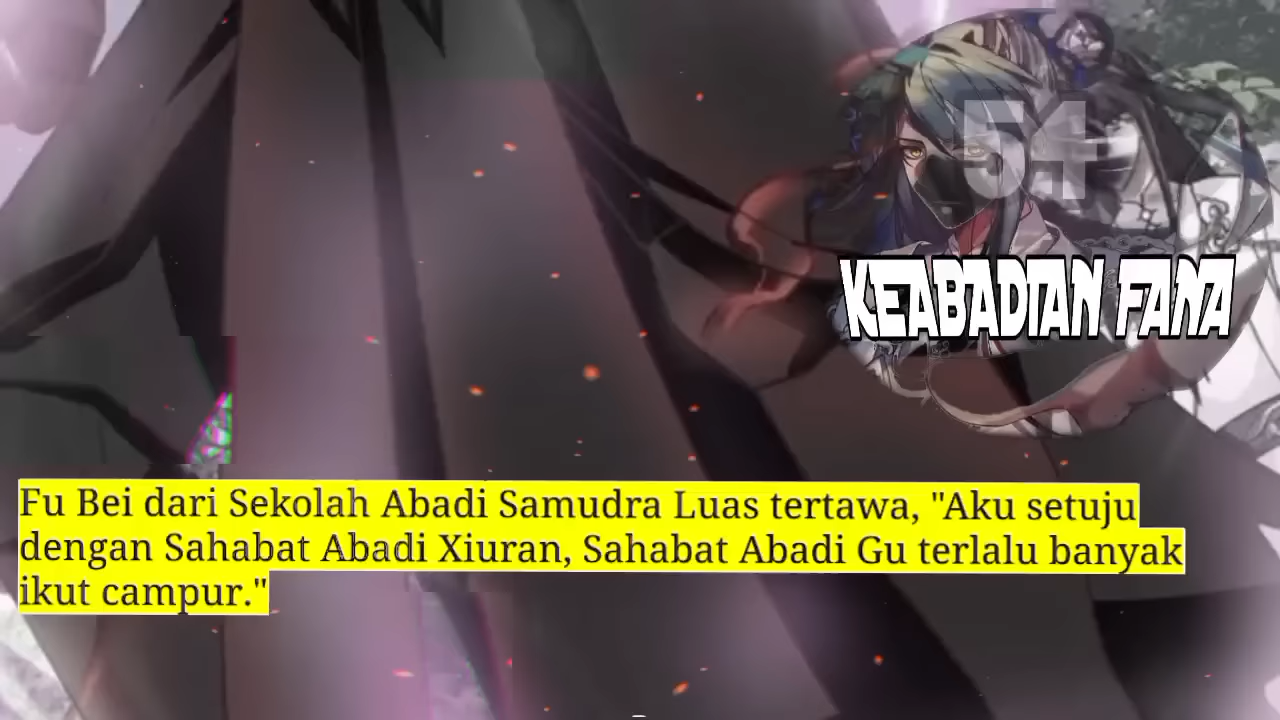 54
KEABADIAN FANA
Fu Bei dari Sekolah Abadi Samudra Luas tertawa, "Aku setuju
dengan Sahabat Abadi Xiuran, Sahabat Abadi Gu terlalu banyak
ikut campur."